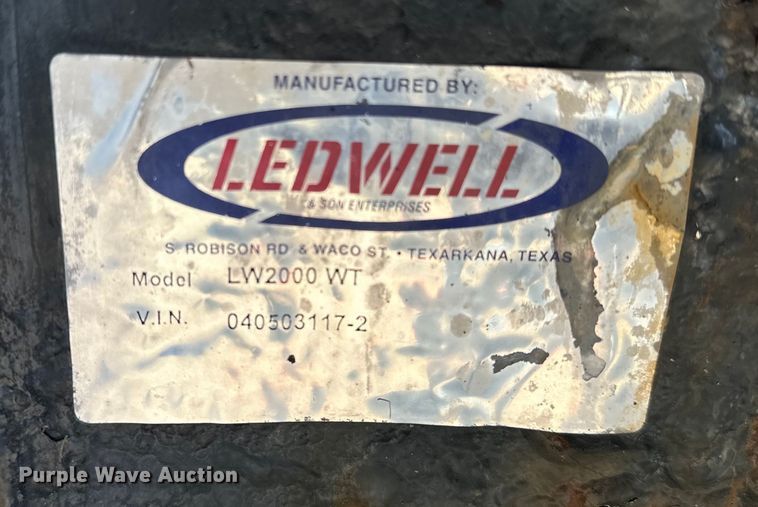 MANUFACTURED BY:
LEDWELL
& SON ENTERPRISES
S. ROBISON RD & WACO ST. • TEXARKANA, TEXAS
Model LW2000 WT
V.I.N. 040503117-2
Purple Wave Auction